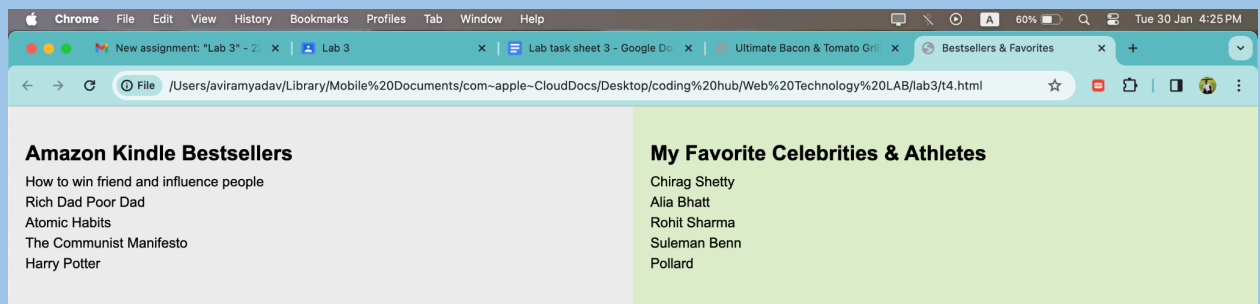 Chrome File Edit View History Bookmarks Profiles Tab Window Help A 60% Tue 30 Jan 4:25 PM
New assignment: "Lab 3" - 2 Lab 3 Lab task sheet 3 - Google Do Ultimate Bacon & Tomato Gril Bestsellers & Favorites
File /Users/aviramyadav/Library/Mobile%20Documents/com~apple~CloudDocs/Desktop/coding%20hub/Web%20Technology%20LAB/lab3/t4.html
Amazon Kindle Bestsellers
How to win friend and influence people
Rich Dad Poor Dad
Atomic Habits
The Communist Manifesto
Harry Potter
My Favorite Celebrities & Athletes
Chirag Shetty
Alia Bhatt
Rohit Sharma
Suleman Benn
Pollard